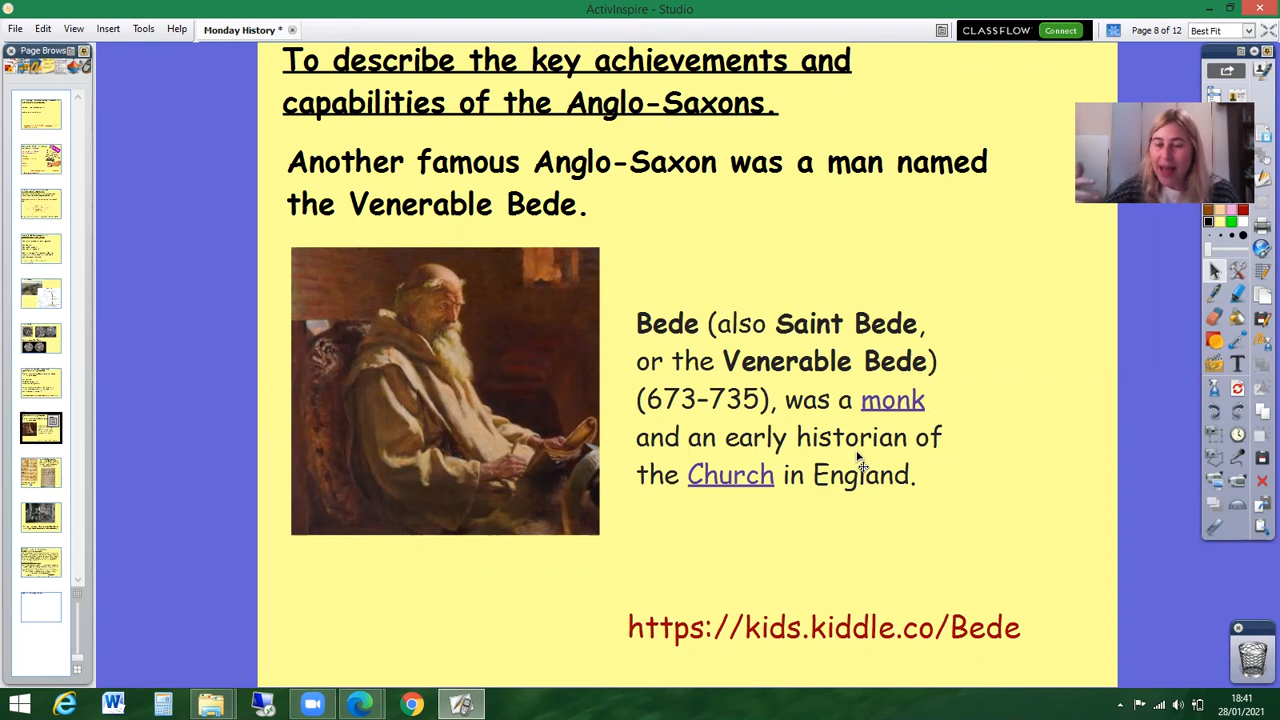 ActivInspire - Studio
File Edit View Insert Tools Help Monday History * CLASSFLOW Connect Page 8 of 12 Best Fit
Page Brows
To describe the key achievements and
capabilities of the Anglo-Saxons.
Another famous Anglo-Saxon was a man named
the Venerable Bede.
Bede (also Saint Bede,
or the Venerable Bede)
(673–735), was a monk
and an early historian of
the Church in England.
https://kids.kiddle.co/Bede
18:41
28/01/2021